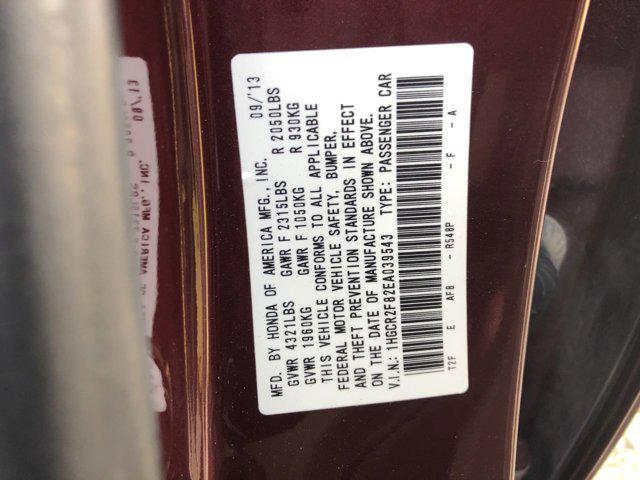 MFD. BY HONDA OF AMERICA MFG., INC. 09/13
GVWR 4321LBS GAWR F 2315LBS R 2050LBS
GVWR 1960KG GAWR F 1050KG R 930KG
THIS VEHICLE CONFORMS TO ALL APPLICABLE
FEDERAL MOTOR VEHICLE SAFETY, BUMPER,
AND THEFT PREVENTION STANDARDS IN EFFECT
ON THE DATE OF MANUFACTURE SHOWN ABOVE.
V.I.N.: 1HGCR2F82EA039543 TYPE: PASSENGER CAR
T2F E AFB - R548P - F - A